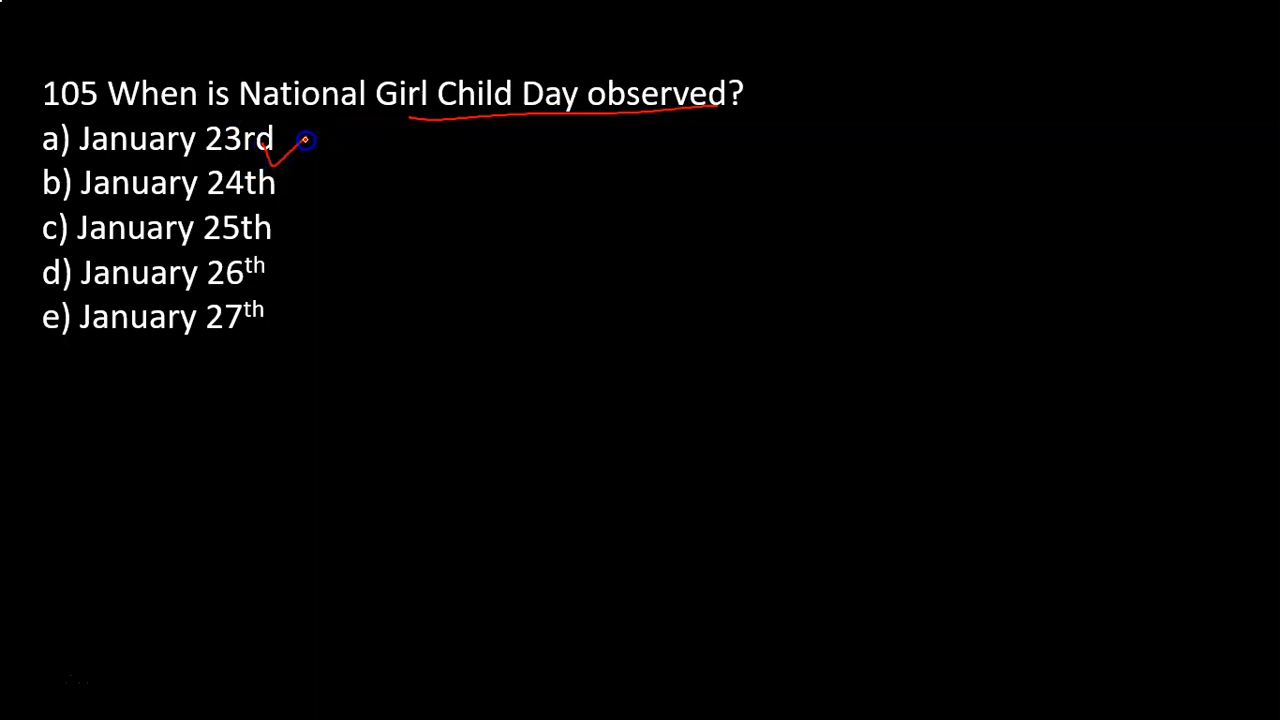 105 When is National Girl Child Day observed?
a) January 23rd
b) January 24th
c) January 25th
d) January 26th
e) January 27th